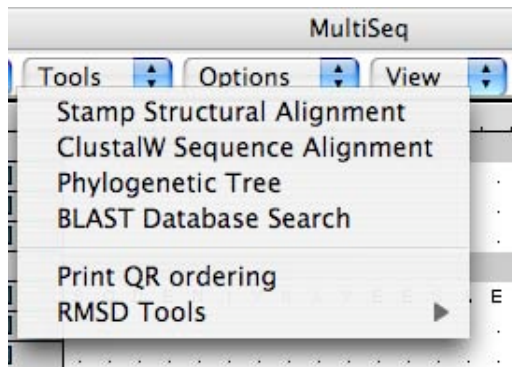 MultiSeq
Tools Options View
Stamp Structural Alignment
ClustalW Sequence Alignment
Phylogenetic Tree
BLAST Database Search
Print QR ordering
RMSD Tools
E